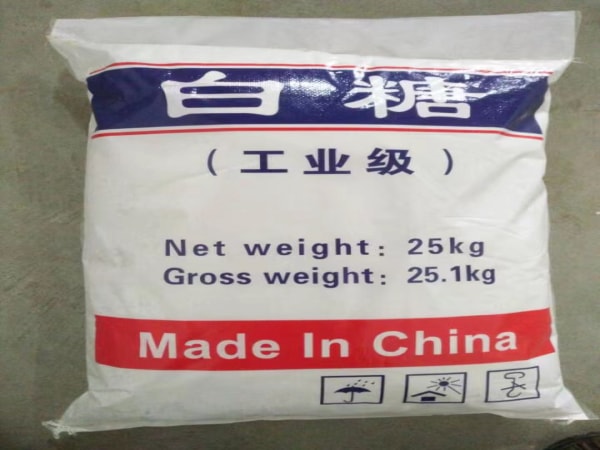 白糖
（工业级）
Net weight：25kg
Gross weight：25.1kg
Made In China